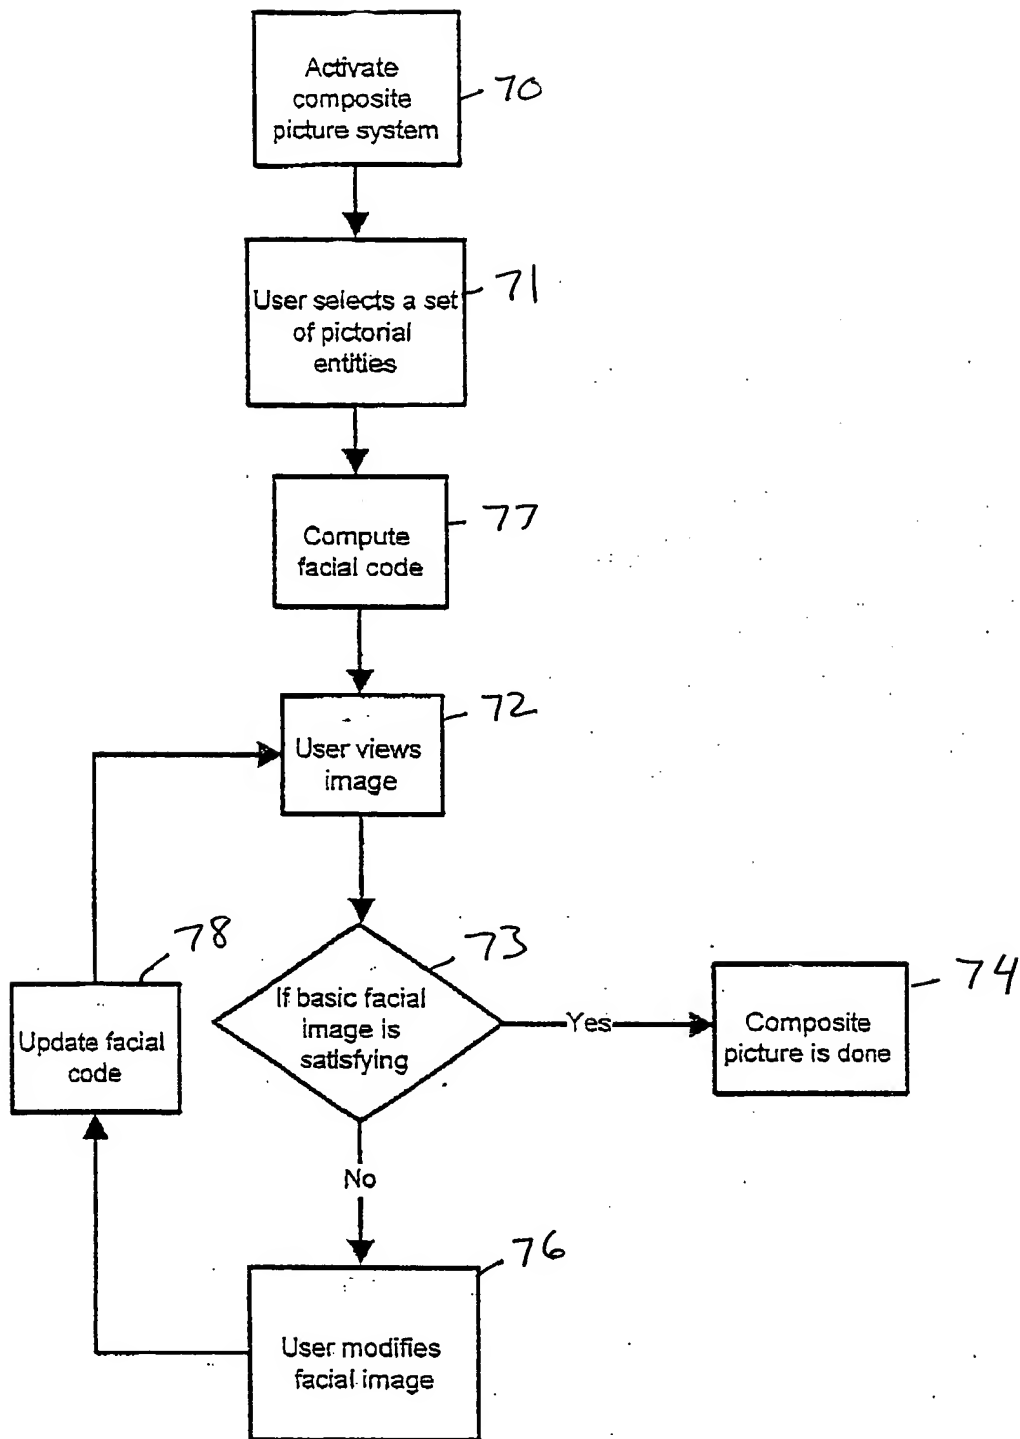 Activate
composite
picture system
70
User selects a set
of pictorial
entities
71
Compute
facial code
77
User views
image
72
If basic facial
image is
satisfying
73
Yes
Composite
picture is done
74
Update facial
code
78
No
User modifies
facial image
76